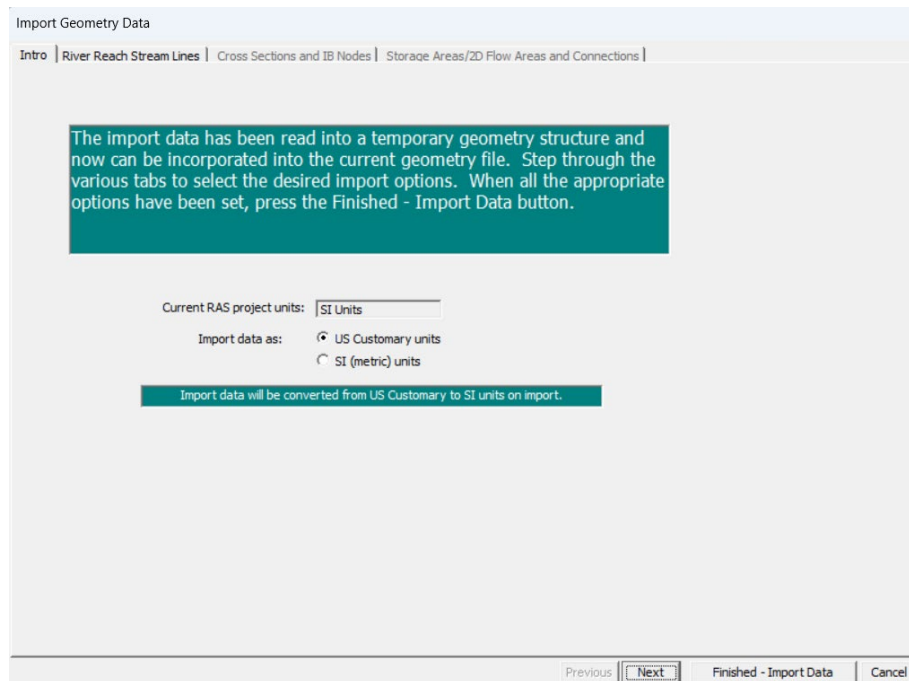 Import Geometry Data
Intro River Reach Stream Lines Cross Sections and IB Nodes Storage Areas/2D Flow Areas and Connections
The import data has been read into a temporary geometry structure and
now can be incorporated into the current geometry file. Step through the
various tabs to select the desired import options. When all the appropriate
options have been set, press the Finished - Import Data button.
Current RAS project units: SI Units
Import data as: US Customary units
SI (metric) units
Import data will be converted from US Customary to SI units on import.
Previous Next Finished - Import Data Cancel